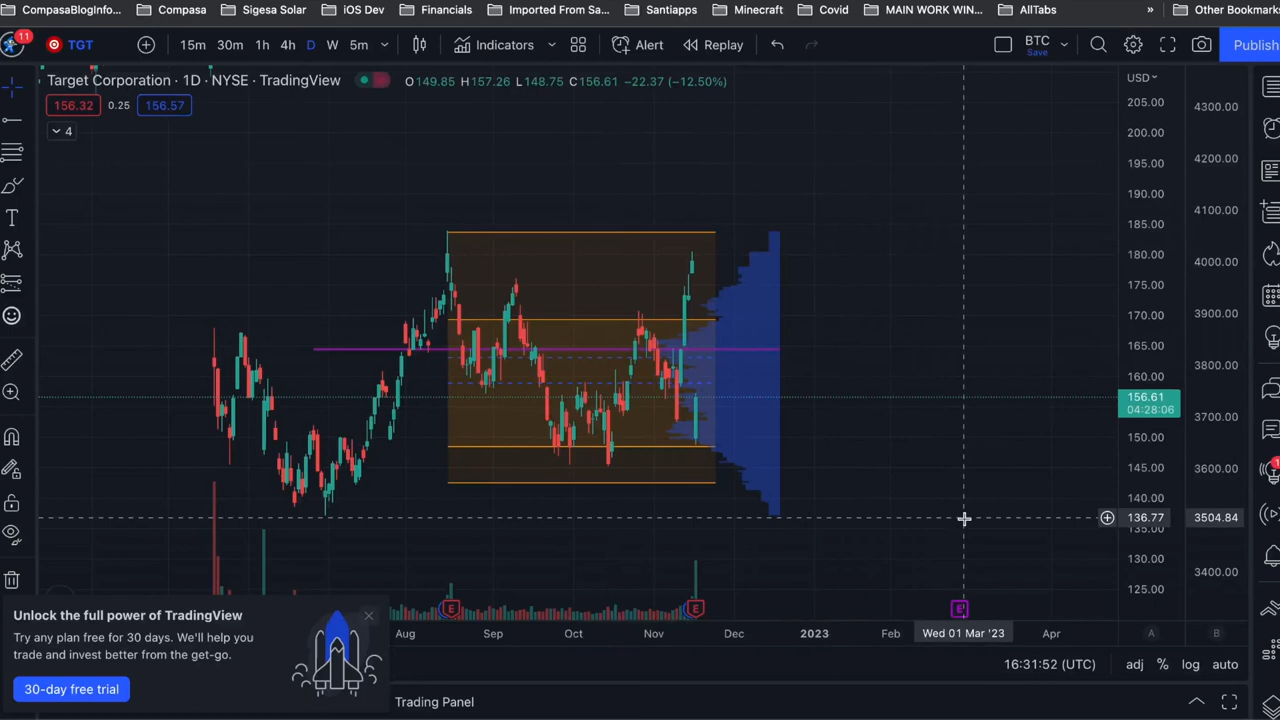 CompasaBlogInfo... Compasa Sigesa Solar iOS Dev Financials Imported From Sa... Santiapps Minecraft Covid MAIN WORK WIN... AllTabs » Other Bookmarks
11 TGT 15m 30m 1h 4h D W 5m Indicators Alert Replay BTC Save Publish
Target Corporation · 1D · NYSE · TradingView O149.85 H157.26 L148.75 C156.61 −22.37 (−12.50%) USD
156.32 0.25 156.57
4
205.00
200.00
195.00
190.00
185.00
180.00
175.00
170.00
165.00
160.00
156.61
04:28:06
150.00
145.00
140.00
136.77
135.00
130.00
125.00
4300.00
4200.00
4100.00
4000.00
3900.00
3800.00
3700.00
3600.00
3504.84
3400.00
E E E
Aug Sep Oct Nov Dec 2023 Feb Wed 01 Mar '23 Apr A B
Unlock the full power of TradingView
Try any plan free for 30 days. We'll help you
trade and invest better from the get-go.
30-day free trial
16:31:52 (UTC) adj % log auto
Trading Panel